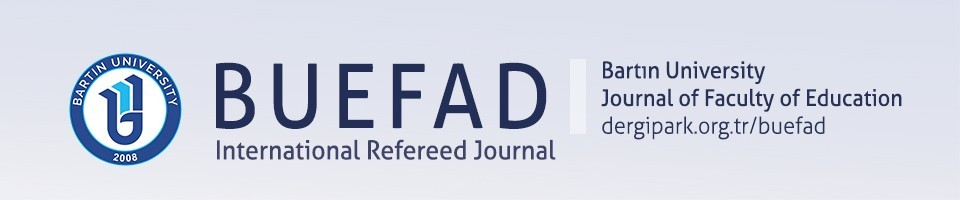 BARTIN UNIVERSITY
2008
BUEFAD
International Refereed Journal
Bartın University
Journal of Faculty of Education
dergipark.org.tr/buefad